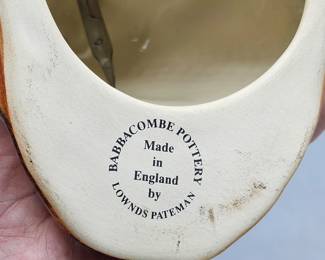 BABBACOMBE POTTERY
Made
in
England
by
LOWNDS PATEMAN